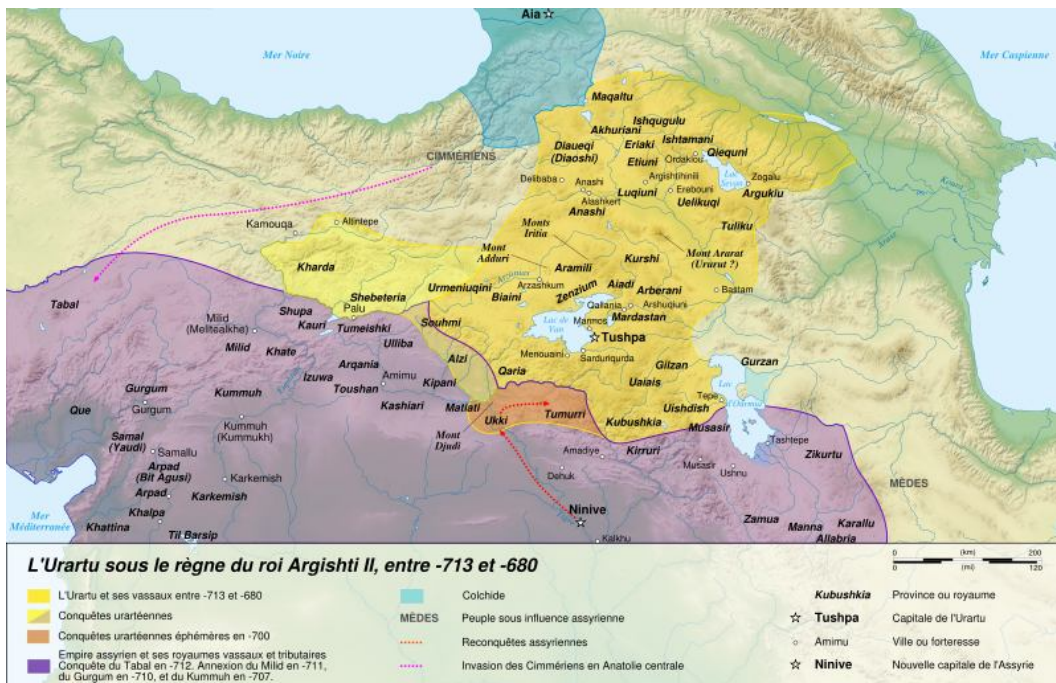 Aia
Mer Noire
Mer Caspienne
Maqaltu
Ishqugulu
Akhuriani
Ishtamani
Diaueqi
(Diaoshi)
Eriaki
Qiequni
Etiuni
Ordakiou
CIMMÉRIENS
Lac
Sevan
Zogalu
Delibaba
Anashi
Argishtihinili
Luqiuni
Erebouni
Argukiu
Alashkert
Uelikuqi
Kamouqa
Altintepe
Anashi
Monts
Iritia
Tuliku
Mont
Adduri
Mont Ararat
(Urarut ?)
Kharda
Aramili
Kurshi
Tabal
Urmeniuqini
Arzashkum
Zenzium
Aiadi
Arberani
Bastam
Shebeteria
Biaini
Qallania
Arshuqiuni
Shupa
Palu
Mardastan
Milid
(Melitealkhe)
Kauri
Tumeishki
Souhmi
Lac de
Van
Marmos
Tushpa
Ulliba
Milid
Khate
Alzi
Menouaini
Sarduriqurda
Arqania
Qaria
Gilzan
Gurzan
Izuwa
Amimu
Kipani
Uaiais
Lac
d'Ourmia
Gurgum
Kummuh
Toushan
Tepe
Que
Gurgum
Kashiari
Matiati
Ukki
Tumurri
Kubushkia
Uishdish
Kummuh
(Kummukh)
Mont
Djudi
Musasir
Samal
(Yaudi)
Samallu
Amadiye
Kirruri
Tashtepe
Zikurtu
Arpad
(Bit Agusi)
Dehuk
Musasir
Ushnu
MÈDES
Arpad
Karkemish
Karkemish
Mer
Méditerranée
Khattina
Khalpa
Ninive
Zamua
Manna
Karallu
Til Barsip
Kalkhu
Allabria
L'Urartu sous le règne du roi Argishti II, entre -713 et -680
0 (km) 200
0 (mi) 120
L'Urartu et ses vassaux entre -713 et -680
Conquêtes urartéennes
Conquêtes urartéennes éphémères en -700
Empire assyrien et ses royaumes vassaux et tributaires
Conquête du Tabal en -712. Annexion du Milid en -711,
du Gurgum en -710, et du Kummuh en -707.
Colchide
MÈDES Peuple sous influence assyrienne
Reconquêtes assyriennes
Invasion des Cimmériens en Anatolie centrale
Kubushkia Province ou royaume
Tushpa Capitale de l'Urartu
Amimu Ville ou forteresse
Ninive Nouvelle capitale de l'Assyrie